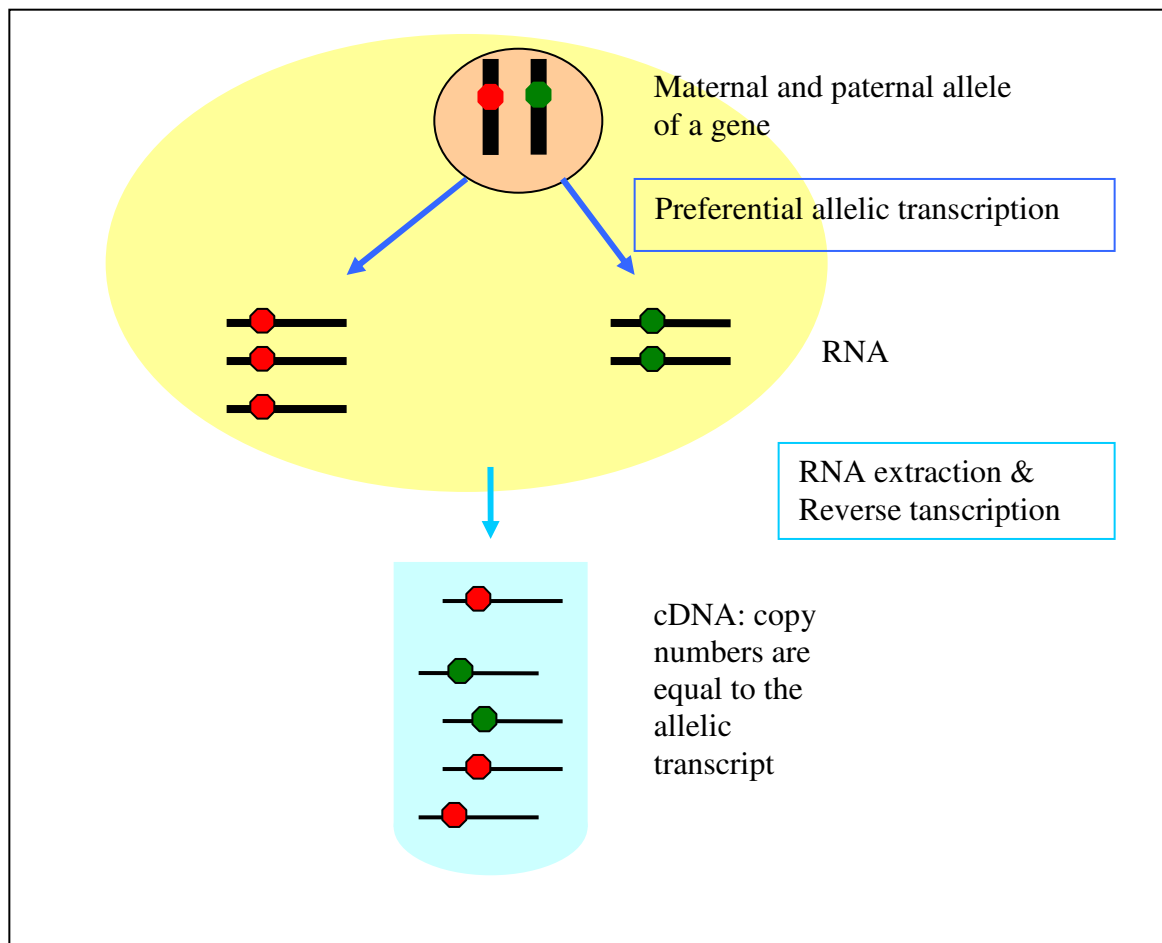 Maternal and paternal allele
of a gene
Preferential allelic transcription
RNA
RNA extraction &
Reverse tanscription
cDNA: copy
numbers are
equal to the
allelic
transcript